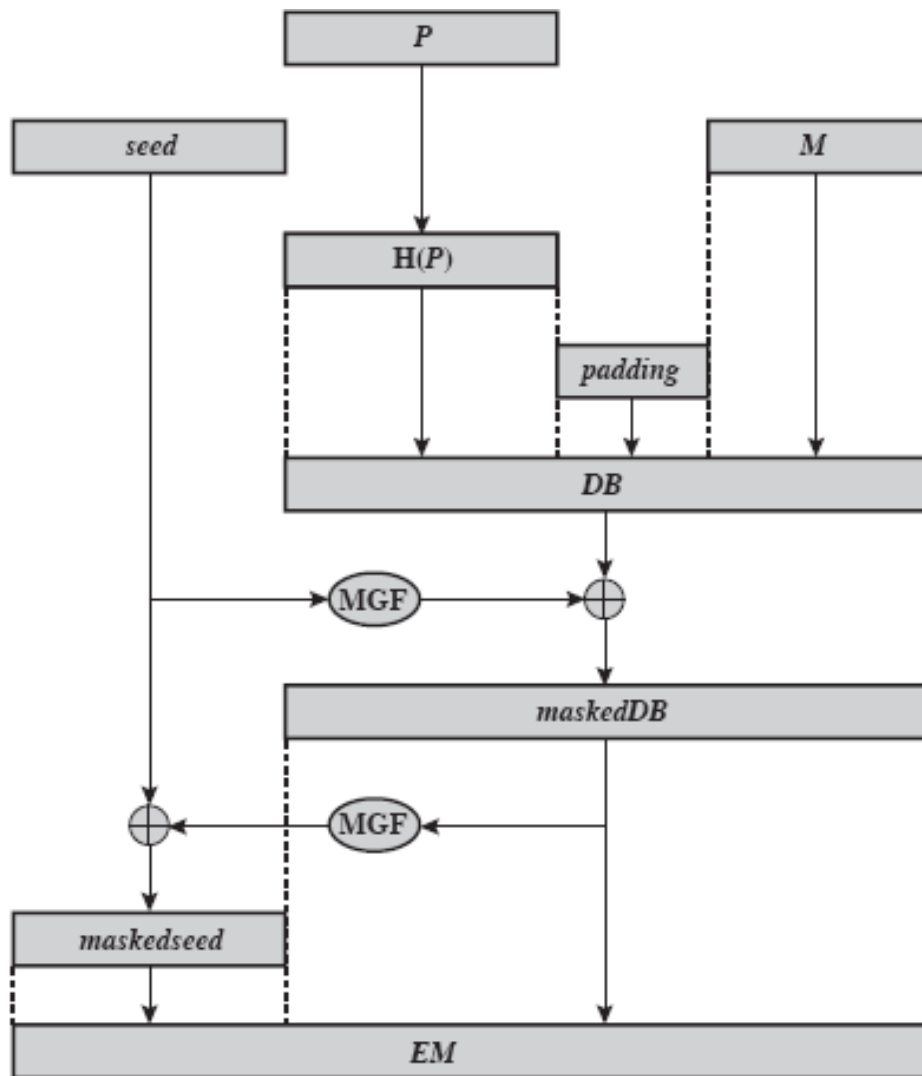 P
seed
M
H(P)
padding
DB
MGF
maskedDB
MGF
maskedseed
EM